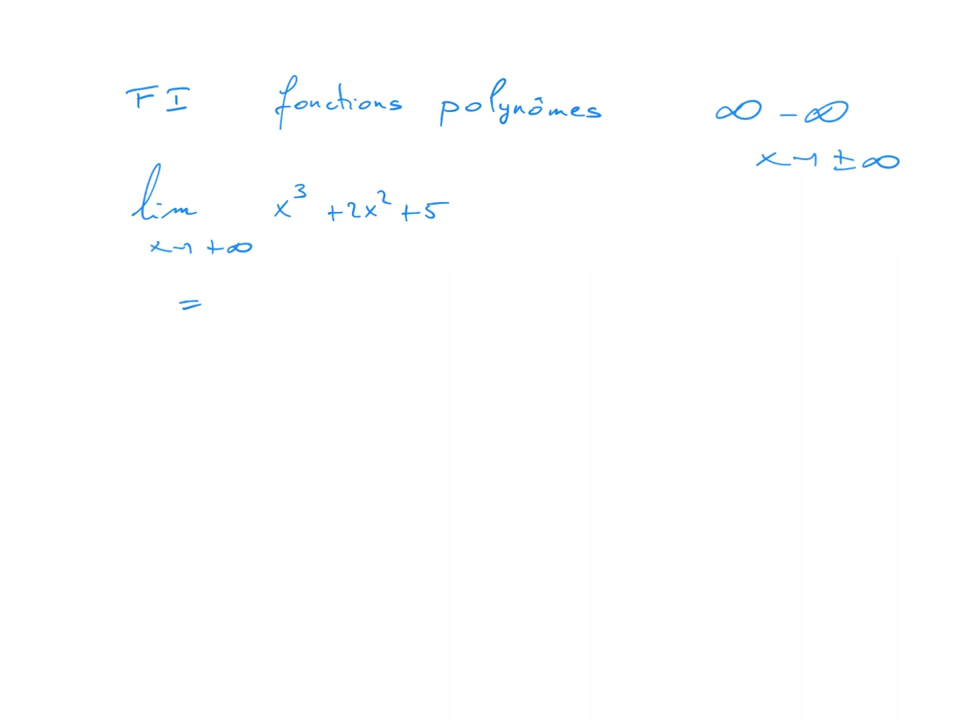 FI fonctions polynômes ∞ - ∞
x→ ± ∞
lim x³ + 2x² + 5
x→ +∞
=